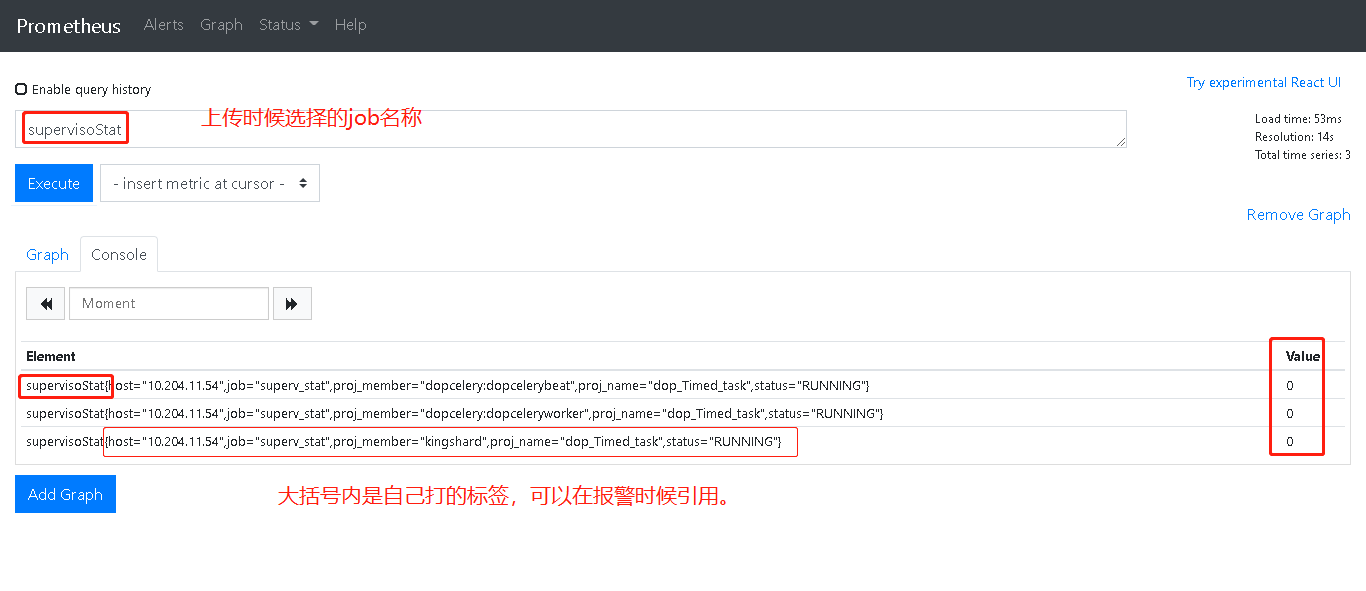 Prometheus Alerts Graph Status Help
Try experimental React UI
Enable query history
上传时候选择的job名称
supervisoStat
Load time: 53ms
Resolution: 14s
Total time series: 3
Execute - insert metric at cursor -
Remove Graph
Graph Console
Moment
Element Value
supervisoStat{host="10.204.11.54",job="superv_stat",proj_member="dopcelery:dopcelerybeat",proj_name="dop_Timed_task",status="RUNNING"} 0
supervisoStat{host="10.204.11.54",job="superv_stat",proj_member="dopcelery:dopceleryworker",proj_name="dop_Timed_task",status="RUNNING"} 0
supervisoStat{host="10.204.11.54",job="superv_stat",proj_member="kingshard",proj_name="dop_Timed_task",status="RUNNING"} 0
Add Graph
大括号内是自己打的标签，可以在报警时候引用。